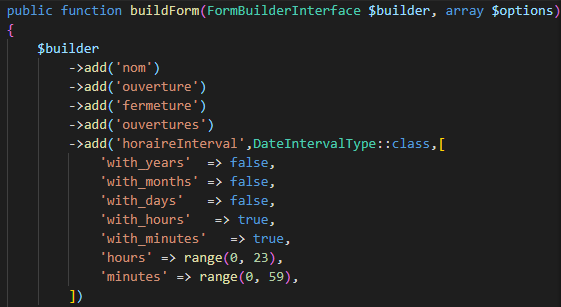 public function buildForm(FormBuilderInterface $builder, array $options)
{
    $builder
        ->add('nom')
        ->add('ouverture')
        ->add('fermeture')
        ->add('ouvertures')
        ->add('horaireInterval',DateIntervalType::class,[
            'with_years'  => false,
            'with_months' => false,
            'with_days'   => false,
            'with_hours'   => true,
            'with_minutes'   => true,
            'hours' => range(0, 23),
            'minutes' => range(0, 59),
        ])